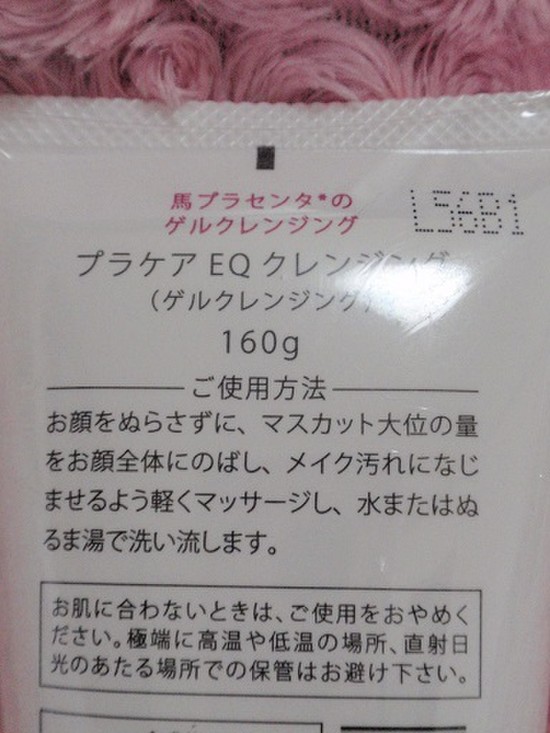 馬プラセンタ*の
L56B1
ゲルクレンジング
プラケア EQ クレンジング
(ゲルクレンジング)
160g
ご使用方法
お顔をぬらさずに、マスカット大位の量
をお顔全体にのばし、メイク汚れになじ
ませるよう軽くマッサージし、水またはぬ
るま湯で洗い流します。
お肌に合わないときは、ご使用をおやめく
ださい。極端に高温や低温の場所、直射日
光のあたる場所での保管はお避け下さい。